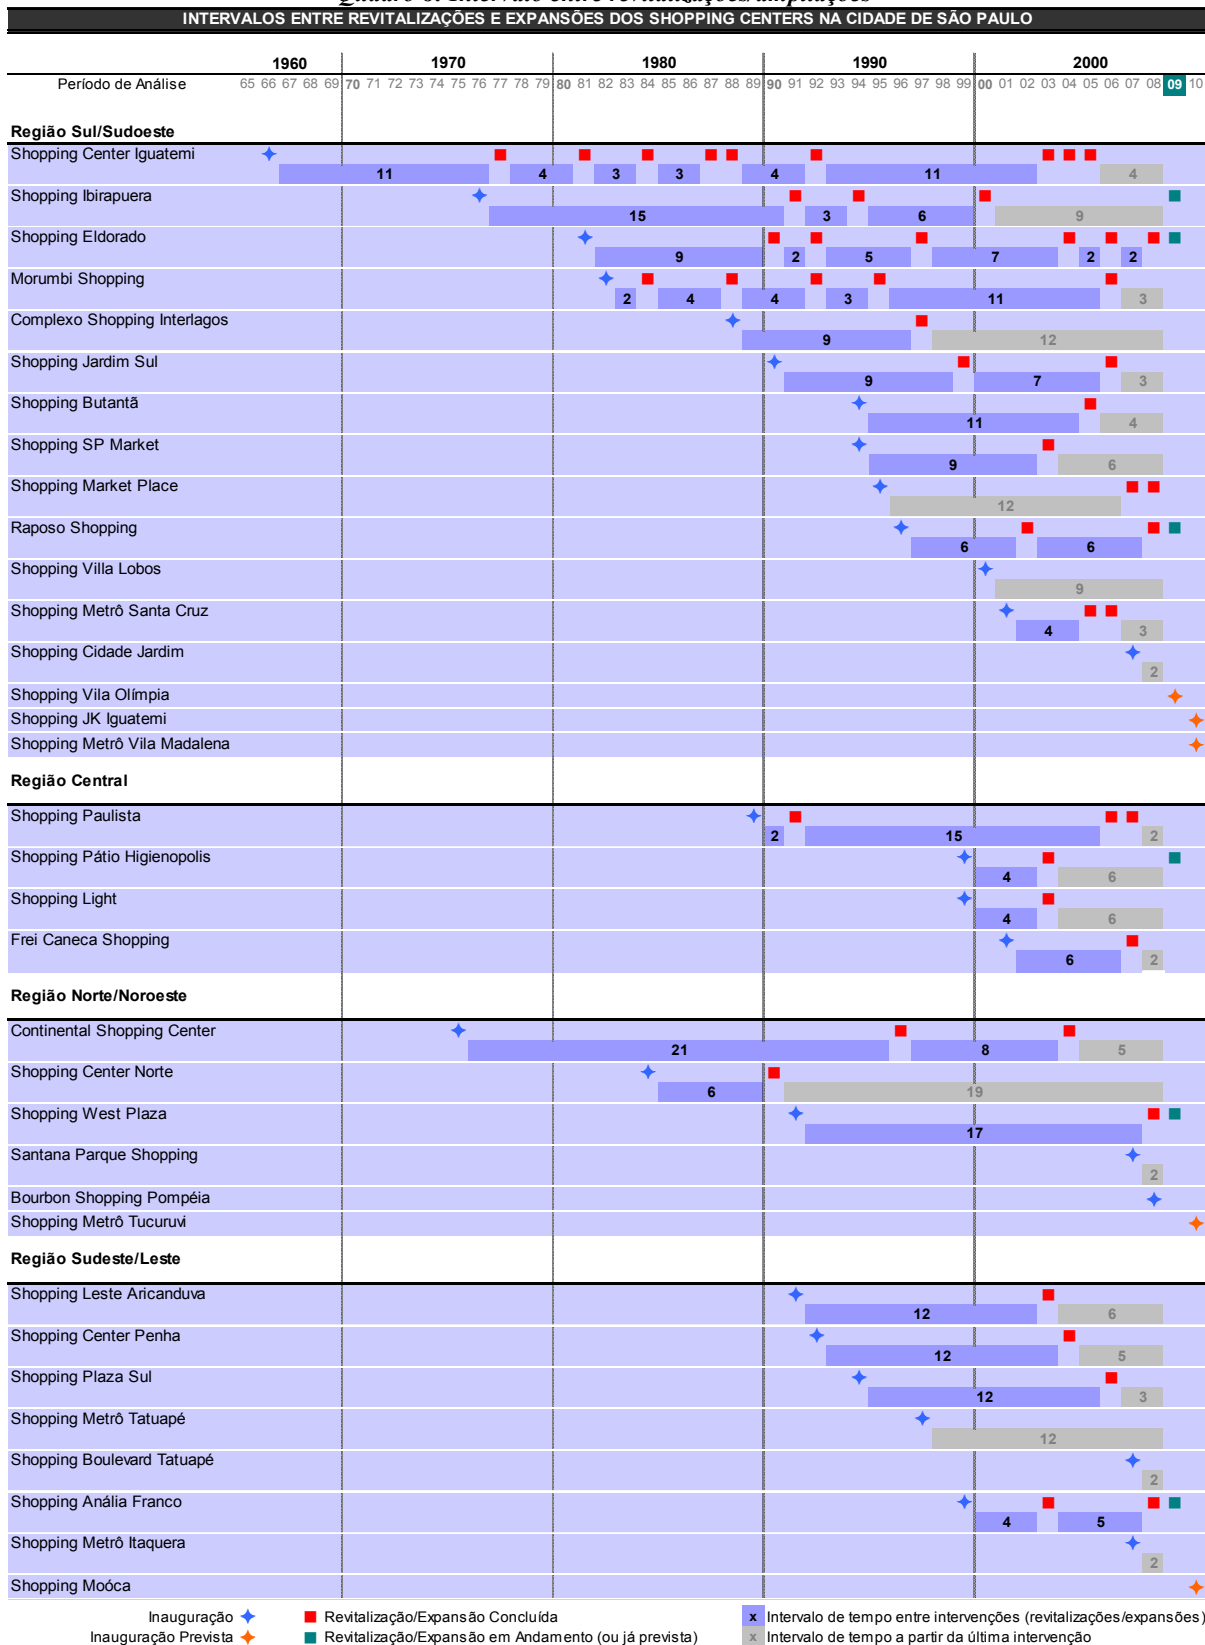 Quadro 6: Intervalo entre revitalizações/ampliações
INTERVALOS ENTRE REVITALIZAÇÕES E EXPANSÕES DOS SHOPPING CENTERS NA CIDADE DE SÃO PAULO
1960 1970 1980 1990 2000
Período de Análise 65 66 67 68 69 70 71 72 73 74 75 76 77 78 79 80 81 82 83 84 85 86 87 88 89 90 91 92 93 94 95 96 97 98 99 00 01 02 03 04 05 06 07 08 09 10
Região Sul/Sudoeste
Shopping Center Iguatemi
11 4 3 3 4 11 4
Shopping Ibirapuera
15 3 6 9
Shopping Eldorado
9 2 5 7 2 2
Morumbi Shopping
2 4 4 3 11 3
Complexo Shopping Interlagos
9 12
Shopping Jardim Sul
9 7 3
Shopping Butantã
11 4
Shopping SP Market
9 6
Shopping Market Place
12
Raposo Shopping
6 6
Shopping Villa Lobos
9
Shopping Metrô Santa Cruz
4 3
Shopping Cidade Jardim
2
Shopping Vila Olímpia
Shopping JK Iguatemi
Shopping Metrô Vila Madalena
Região Central
Shopping Paulista
2 15 2
Shopping Pátio Higienopolis
4 6
Shopping Light
4 6
Frei Caneca Shopping
6 2
Região Norte/Noroeste
Continental Shopping Center
21 8 5
Shopping Center Norte
6 19
Shopping West Plaza
17
Santana Parque Shopping
2
Bourbon Shopping Pompéia
Shopping Metrô Tucuruvi
Região Sudeste/Leste
Shopping Leste Aricanduva
12 6
Shopping Center Penha
12 5
Shopping Plaza Sul
12 3
Shopping Metrô Tatuapé
12
Shopping Boulevard Tatuapé
2
Shopping Anália Franco
4 5
Shopping Metrô Itaquera
2
Shopping Moóca
Inauguração Revitalização/Expansão Concluída x Intervalo de tempo entre intervenções (revitalizações/expansões)
Inauguração Prevista Revitalização/Expansão em Andamento (ou já prevista) x Intervalo de tempo a partir da última intervenção